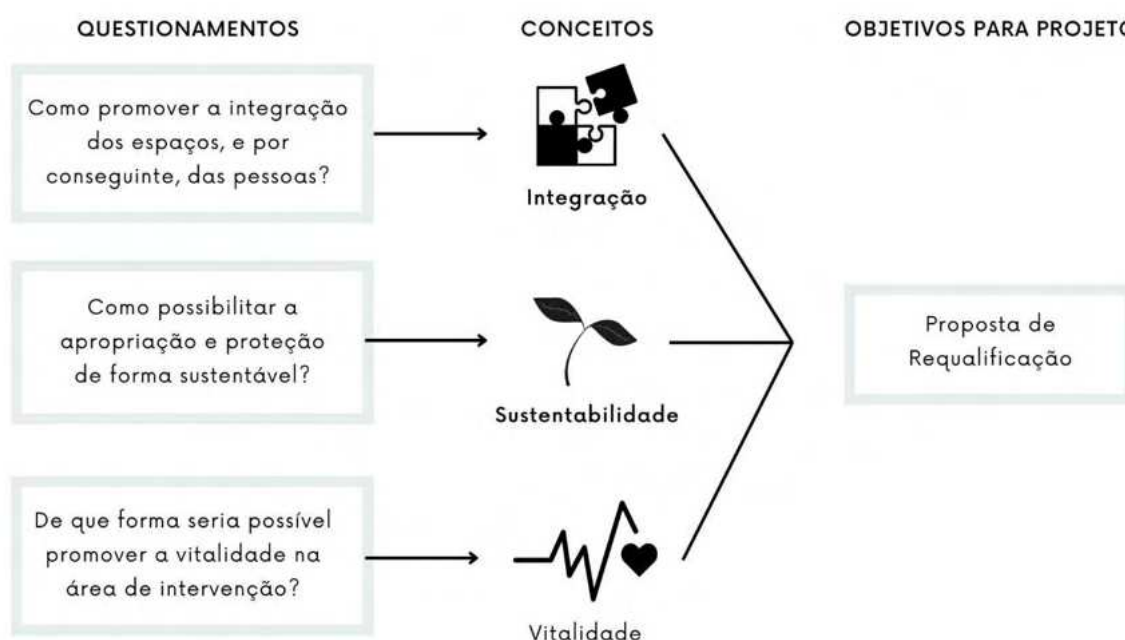 QUESTIONAMENTOS
CONCEITOS
OBJETIVOS PARA PROJETO
Como promover a integração
dos espaços, e por
conseguinte, das pessoas?
Integração
Como possibilitar a
apropriação e proteção
de forma sustentável?
Sustentabilidade
Proposta de
Requalificação
De que forma seria possível
promover a vitalidade na
área de intervenção?
Vitalidade